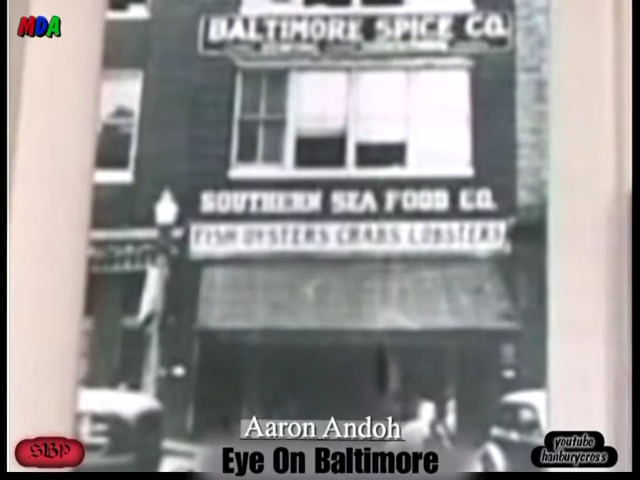 MDA
BALTIMORE SPICE CO.
SOUTHERN SEA FOOD CO.
FISH OYSTERS CRABS LOBSTERS
Aaron Andoh
Eye On Baltimore
SBP
youtube
hanburycross